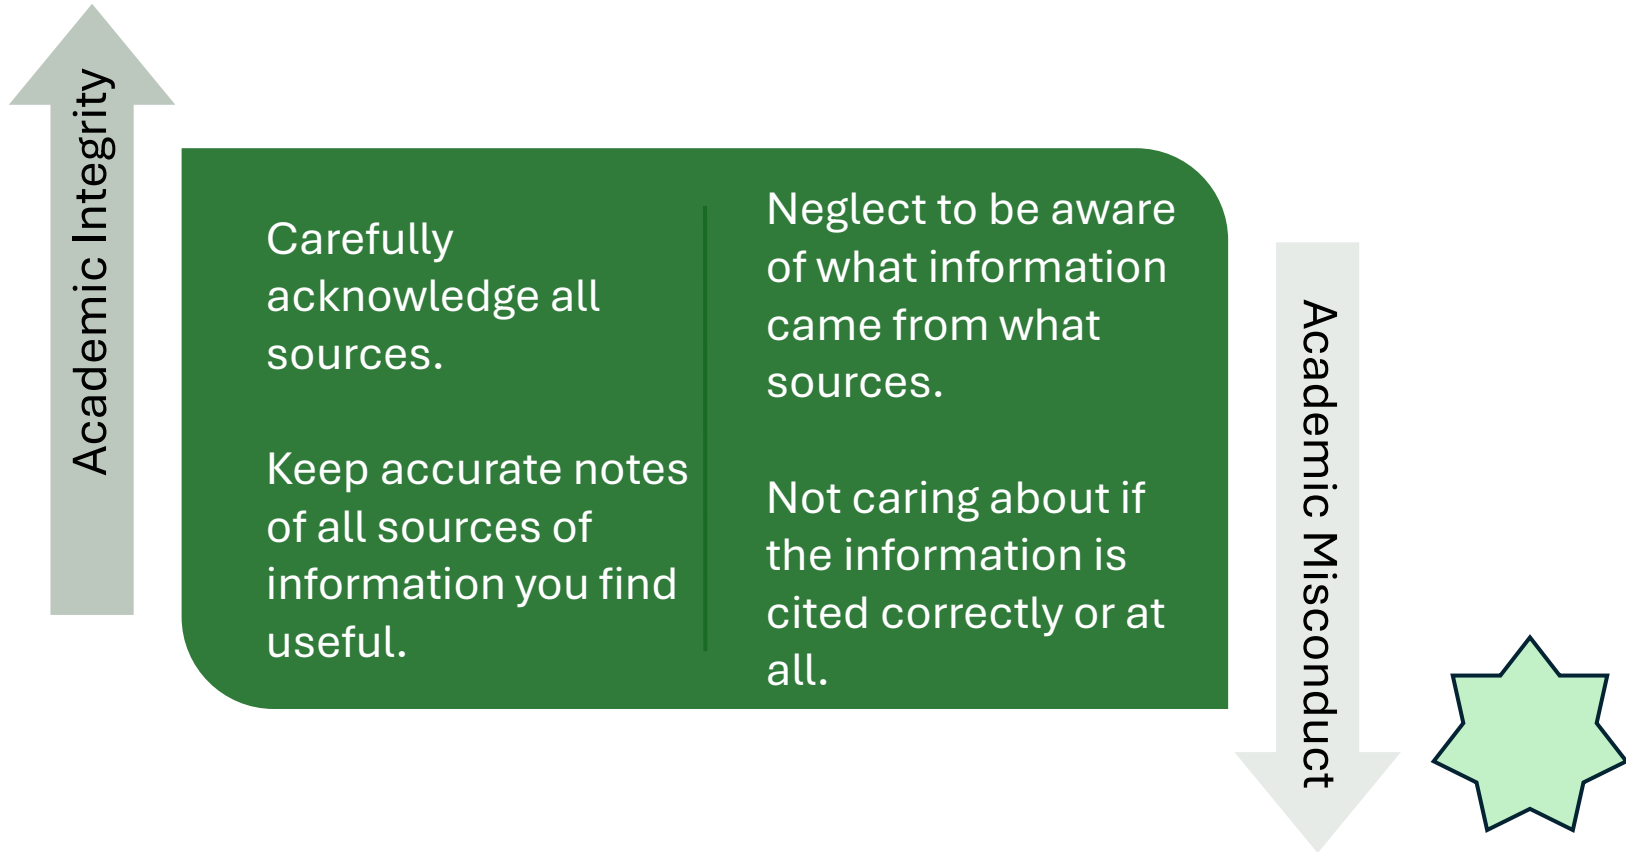 Academic Integrity
Carefully
acknowledge all
sources.
Keep accurate notes
of all sources of
information you find
useful.
Neglect to be aware
of what information
came from what
sources.
Not caring about if
the information is
cited correctly or at
all.
Academic Misconduct